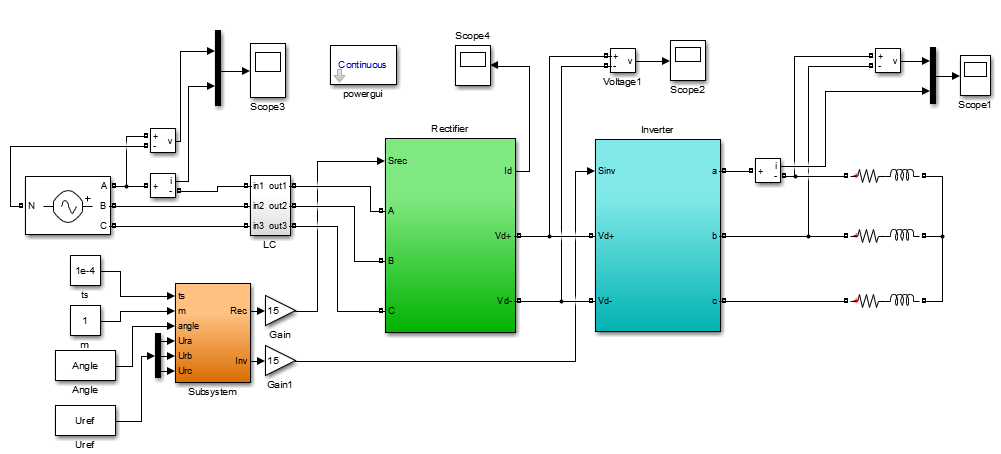 Scope3
Continuous
powergui
Scope4
Voltage1
Scope2
Scope1
+
-
v
+
-
v
+
-
v
N
A
B
C
+
+
i
-
in1 out1
in2 out2
in3 out3
LC
Rectifier
Srec
A
B
C
Id
Vd+
Vd-
Inverter
Sinv
Vd+
Vd-
a
b
c
+
i
-
1e-4
ts
1
m
Angle
Angle
Uref
Uref
ts
m
angle
Ura
Urb
Urc
Rec
Inv
Subsystem
15
Gain
15
Gain1